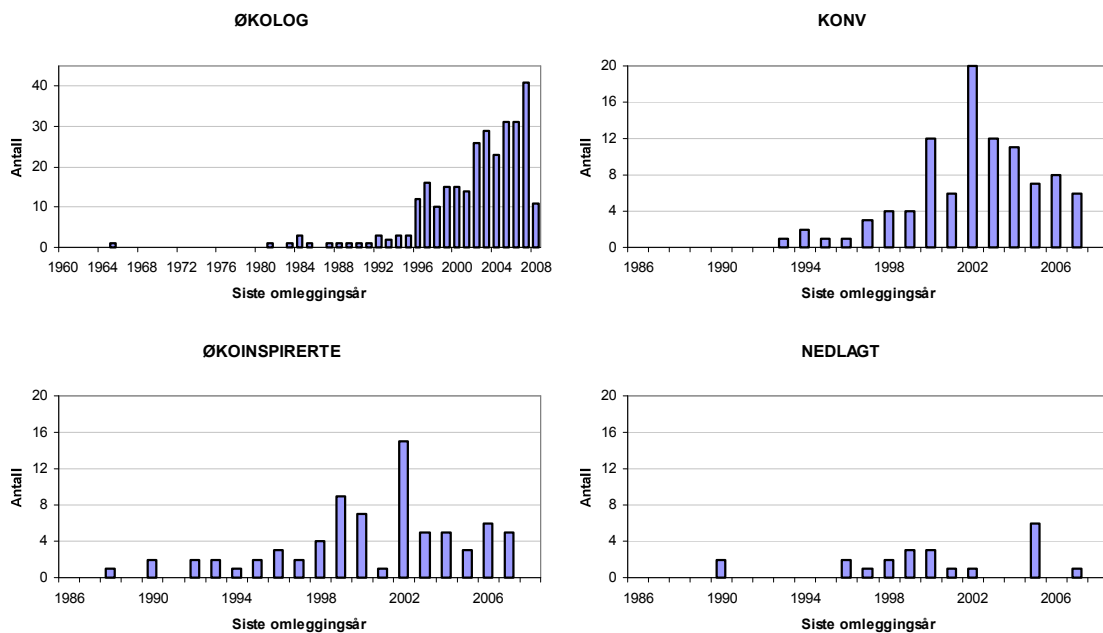 ØKOLOG
40
30
20
10
0
Antall
1960 1964 1968 1972 1976 1980 1984 1988 1992 1996 2000 2004 2008
Siste omleggingsår
KONV
20
16
12
8
4
0
Antall
1986 1990 1994 1998 2002 2006
Siste omleggingsår
ØKOINSPIRERTE
20
16
12
8
4
0
Antall
1986 1990 1994 1998 2002 2006
Siste omleggingsår
NEDLAGT
20
16
12
8
4
0
Antall
1986 1990 1994 1998 2002 2006
Siste omleggingsår